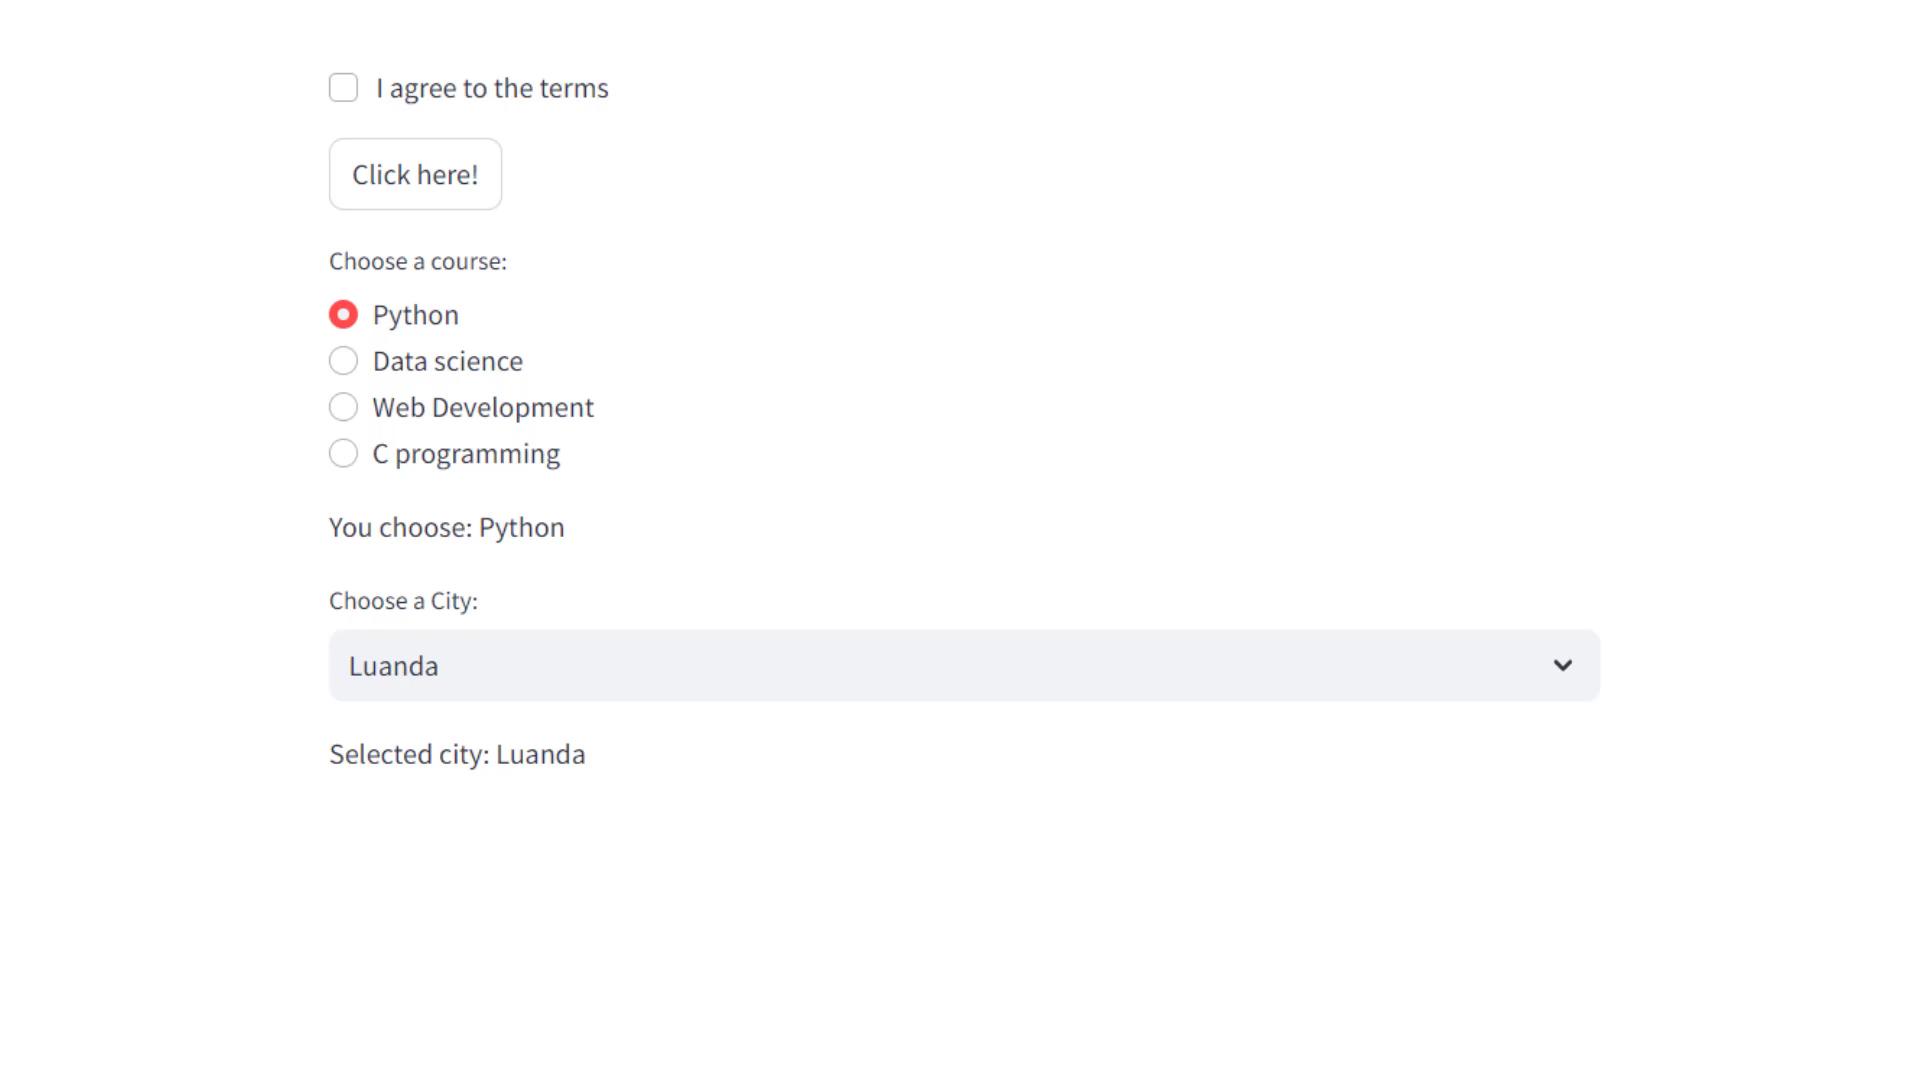 I agree to the terms
Click here!
Choose a course:
Python
Data science
Web Development
C programming
You choose: Python
Choose a City:
Luanda
Selected city: Luanda